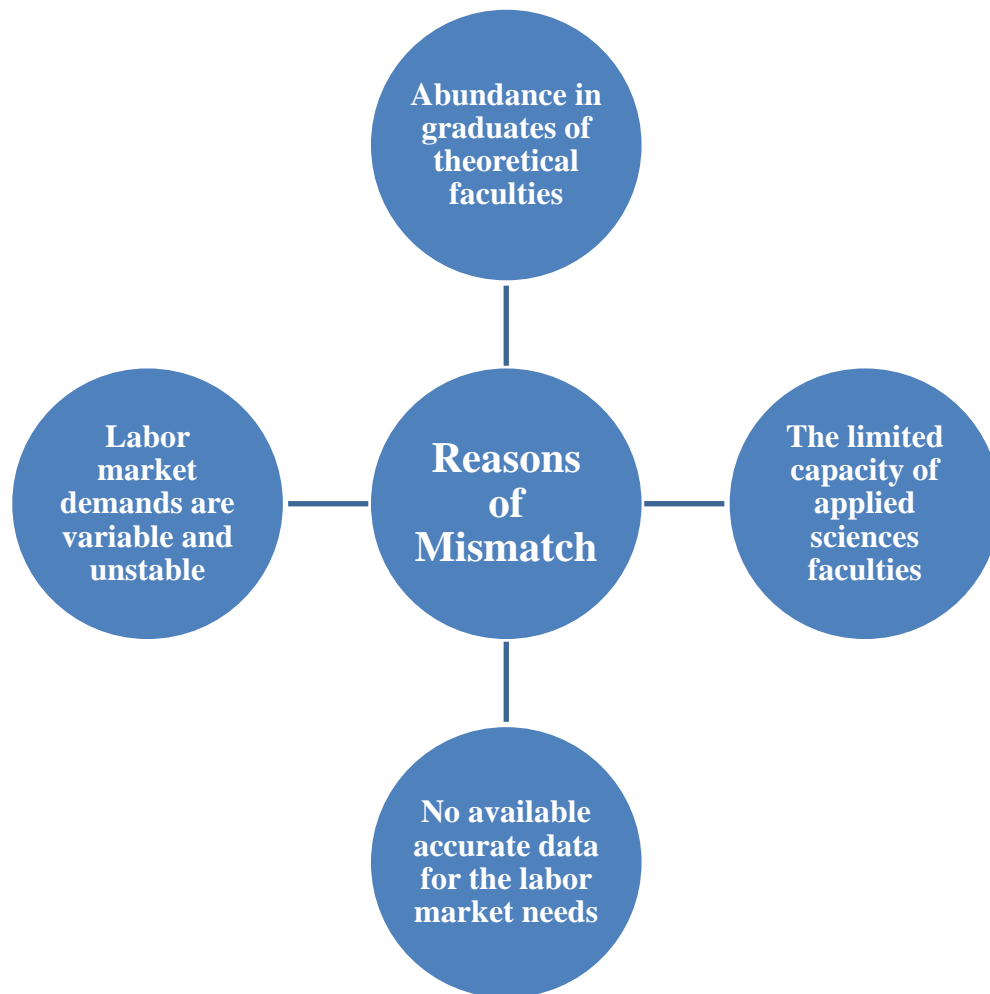 Abundance in
graduates of
theoretical
faculties
Labor
market
demands are
variable and
unstable
Reasons
of
Mismatch
The limited
capacity of
applied
sciences
faculties
No available
accurate data
for the labor
market needs